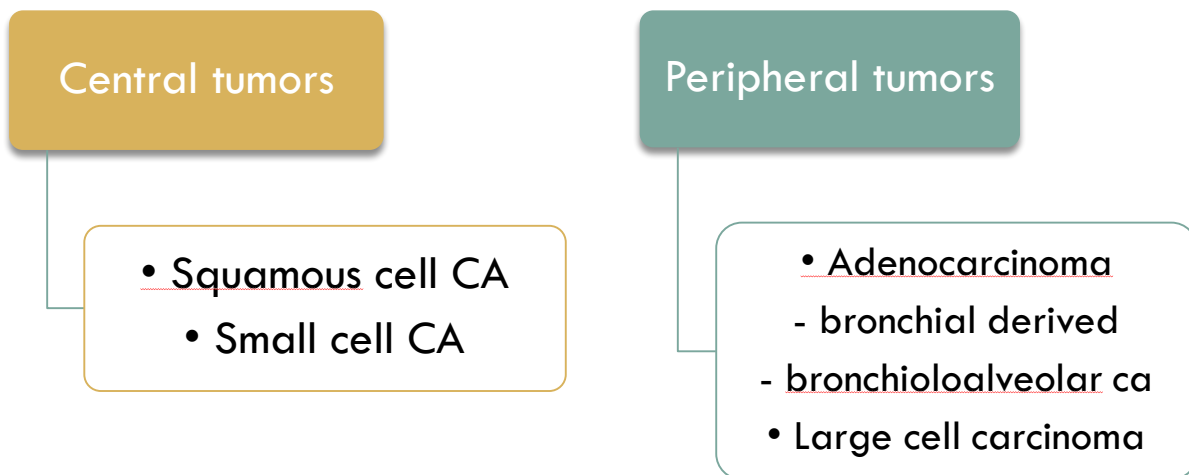 Central tumors
• Squamous cell CA
• Small cell CA
Peripheral tumors
• Adenocarcinoma
- bronchial derived
- bronchioloalveolar ca
• Large cell carcinoma